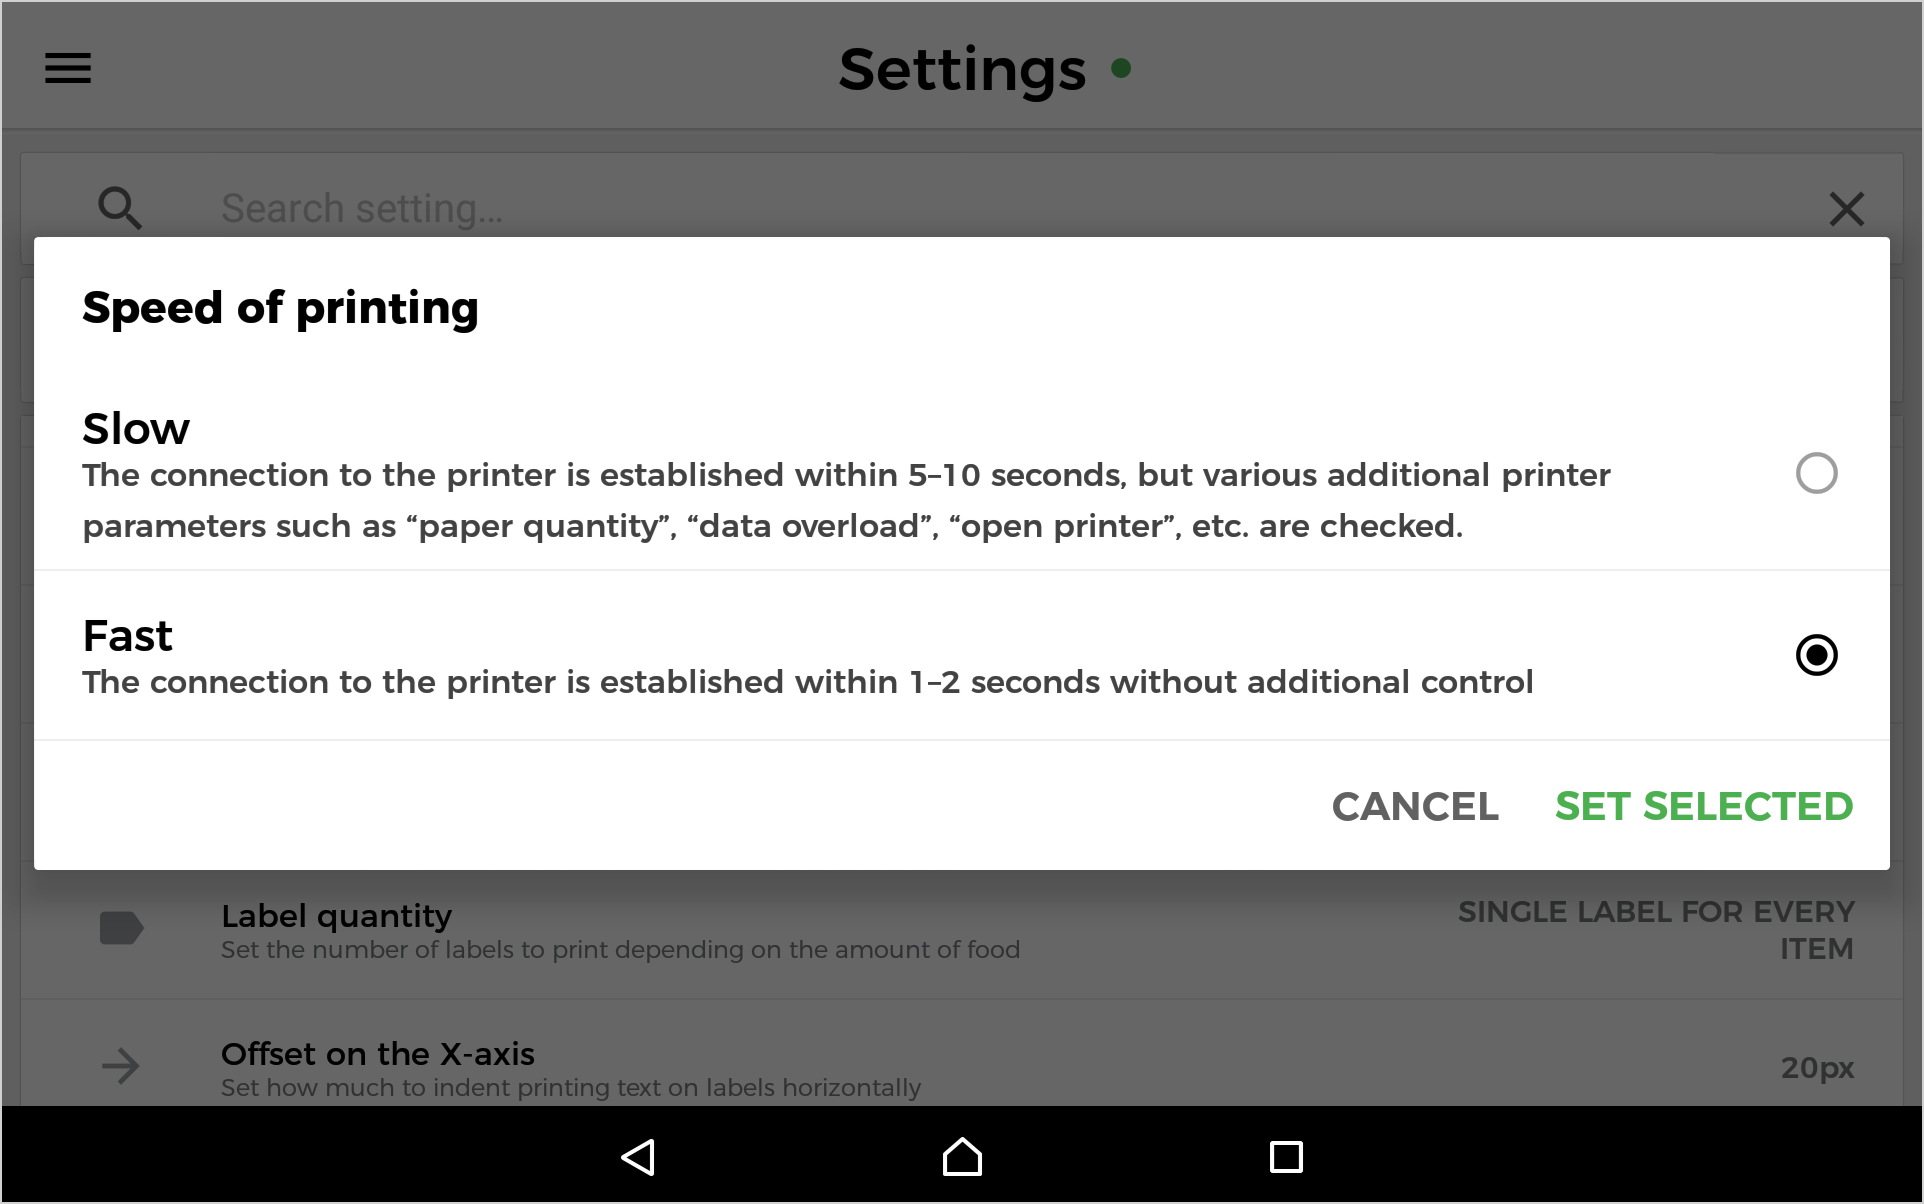 Settings
Search setting...
Speed of printing
Slow
The connection to the printer is established within 5–10 seconds, but various additional printer
parameters such as “paper quantity”, “data overload”, “open printer”, etc. are checked.
Fast
The connection to the printer is established within 1–2 seconds without additional control
CANCEL SET SELECTED
Label quantity
Set the number of labels to print depending on the amount of food
SINGLE LABEL FOR EVERY
ITEM
Offset on the X-axis
Set how much to indent printing text on labels horizontally
20px